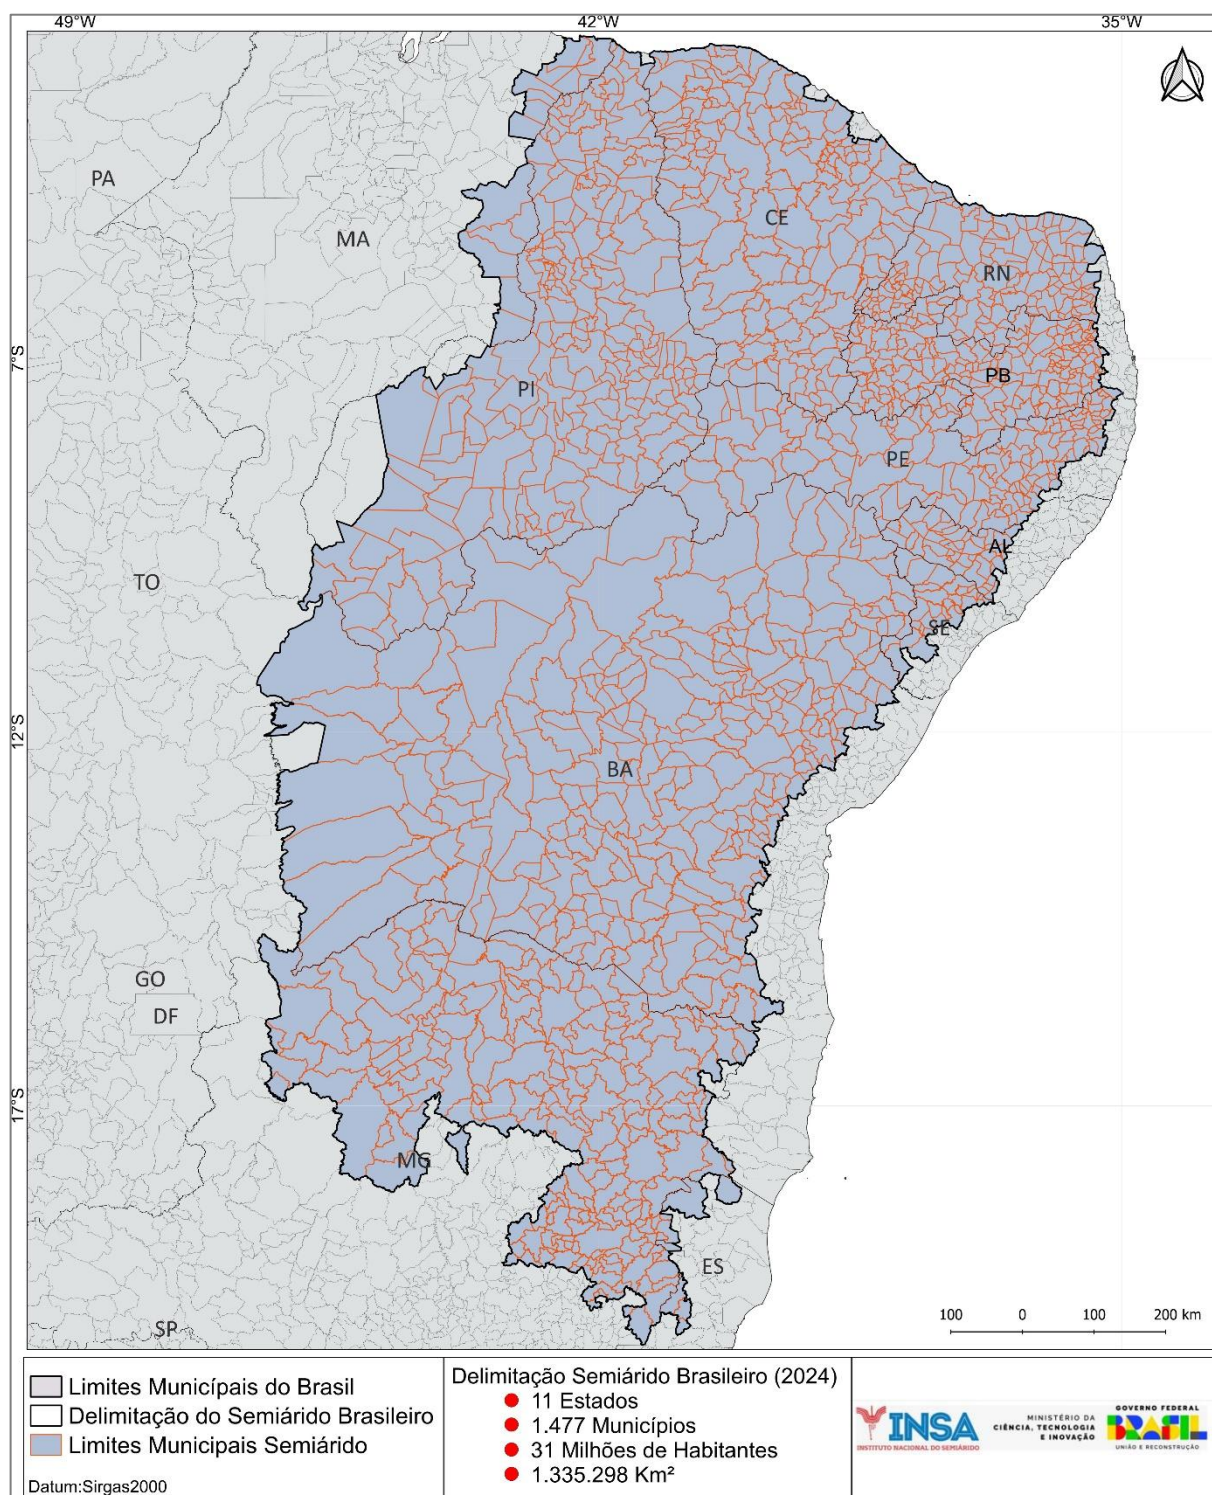 49°W 42°W 35°W
PA
MA
CE
RN
7°S
PI
PB
PE
AL
TO
SE
12°S
BA
GO
DF
17°S
MG
ES
SP
100 0 100 200 km
Limites Municípais do Brasil
Delimitação do Semiárido Brasileiro
Limites Municipais Semiárido
Datum:Sirgas2000
Delimitação Semiárido Brasileiro (2024)
11 Estados
1.477 Municípios
31 Milhões de Habitantes
1.335.298 Km²
INSA
INSTITUTO NACIONAL DO SEMIÁRIDO
MINISTÉRIO DA
CIÊNCIA, TECNOLOGIA
E INOVAÇÃO
GOVERNO FEDERAL
BRASIL
UNIÃO E RECONSTRUÇÃO